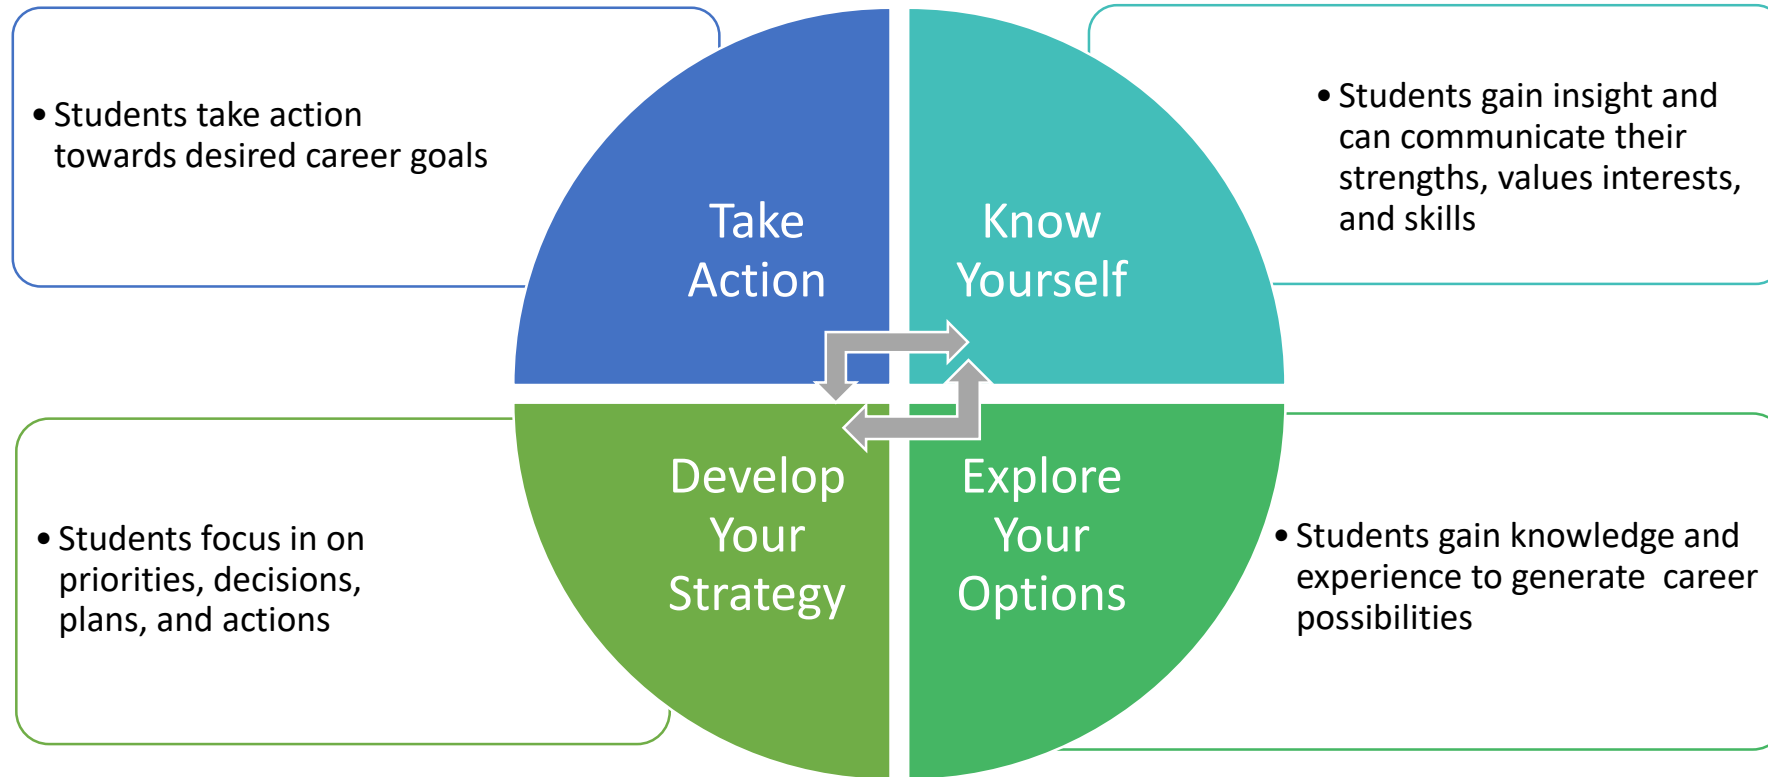 • Students take action
towards desired career goals
Take
Action
Know
Yourself
• Students gain insight and
can communicate their
strengths, values interests,
and skills
• Students focus in on
priorities, decisions,
plans, and actions
Develop
Your
Strategy
Explore
Your
Options
• Students gain knowledge and
experience to generate  career
possibilities